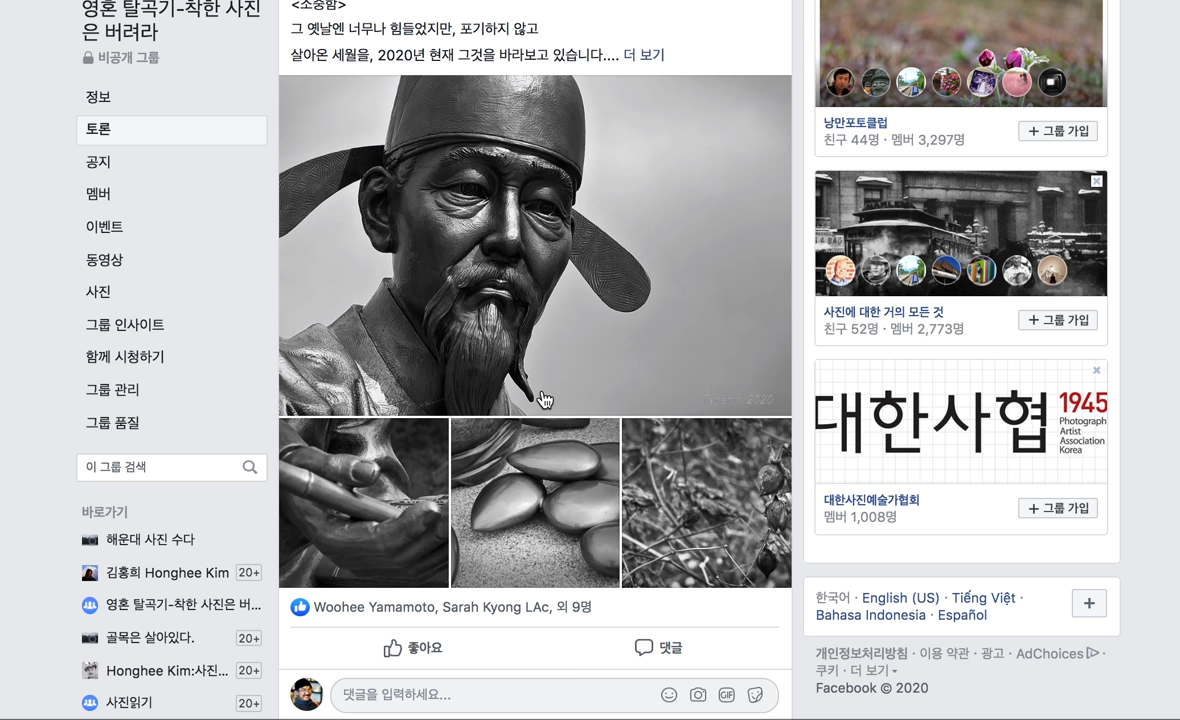 영혼 탈곡기-착한 사진
은 버려라
비공개 그룹
정보
토론
공지
멤버
이벤트
동영상
사진
그룹 인사이트
함께 시청하기
그룹 관리
그룹 품질
이 그룹 검색
바로가기
해운대 사진 수다
김홍희 Honghee Kim 20+
영혼 탈곡기-착한 사진은 버...
골목은 살아있다. 20+
Honghee Kim:사진... 20+
사진읽기 20+
<소중함>
그 옛날엔 너무나 힘들었지만, 포기하지 않고
살아온 세월을, 2020년 현재 그것을 바라보고 있습니다.... 더 보기
2020
Woohee Yamamoto, Sarah Kyong LAc, 외 9명
좋아요 댓글
댓글을 입력하세요...
GIF
낭만포토클럽
친구 44명 · 멤버 3,297명
+ 그룹 가입
사진에 대한 거의 모든 것
친구 52명 · 멤버 2,773명
+ 그룹 가입
대한사협
1945
Photograph
Artist
Association
Korea
대한사진예술가협회
멤버 1,008명
+ 그룹 가입
한국어 · English (US) · Tiếng Việt ·
Bahasa Indonesia · Español
개인정보처리방침 · 이용 약관 · 광고 · AdChoices ·
쿠키 · 더 보기
Facebook © 2020